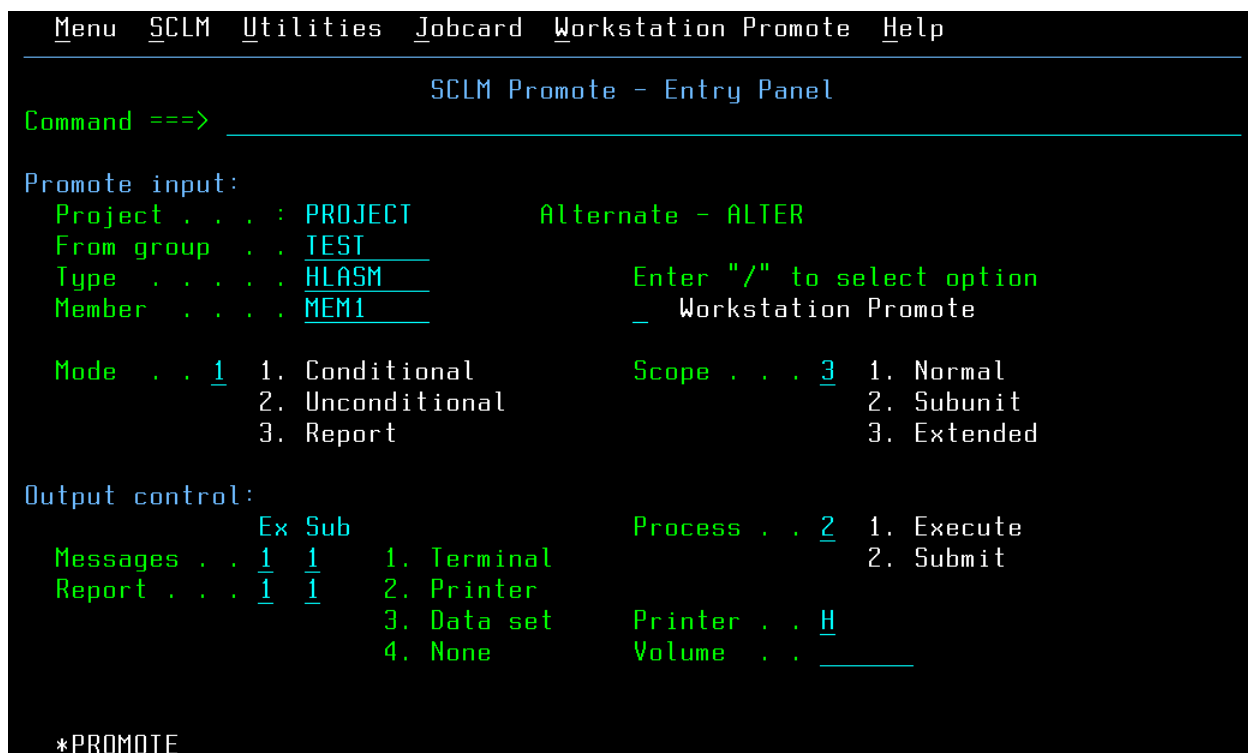 Menu SCLM Utilities Jobcard Workstation Promote Help
SCLM Promote - Entry Panel
Command ===>
Promote input:
Project . . . : PROJECT Alternate - ALTER
From group . . TEST
Type . . . . . HLASM Enter "/" to select option
Member . . . . MEM1 _ Workstation Promote
Mode . . 1 1. Conditional Scope . . . 3 1. Normal
2. Unconditional 2. Subunit
3. Report 3. Extended
Output control:
Ex Sub Process . . 2 1. Execute
Messages . . 1 1 1. Terminal 2. Submit
Report . . . 1 1 2. Printer
3. Data set Printer . . H
4. None Volume . .
*PROMOTE